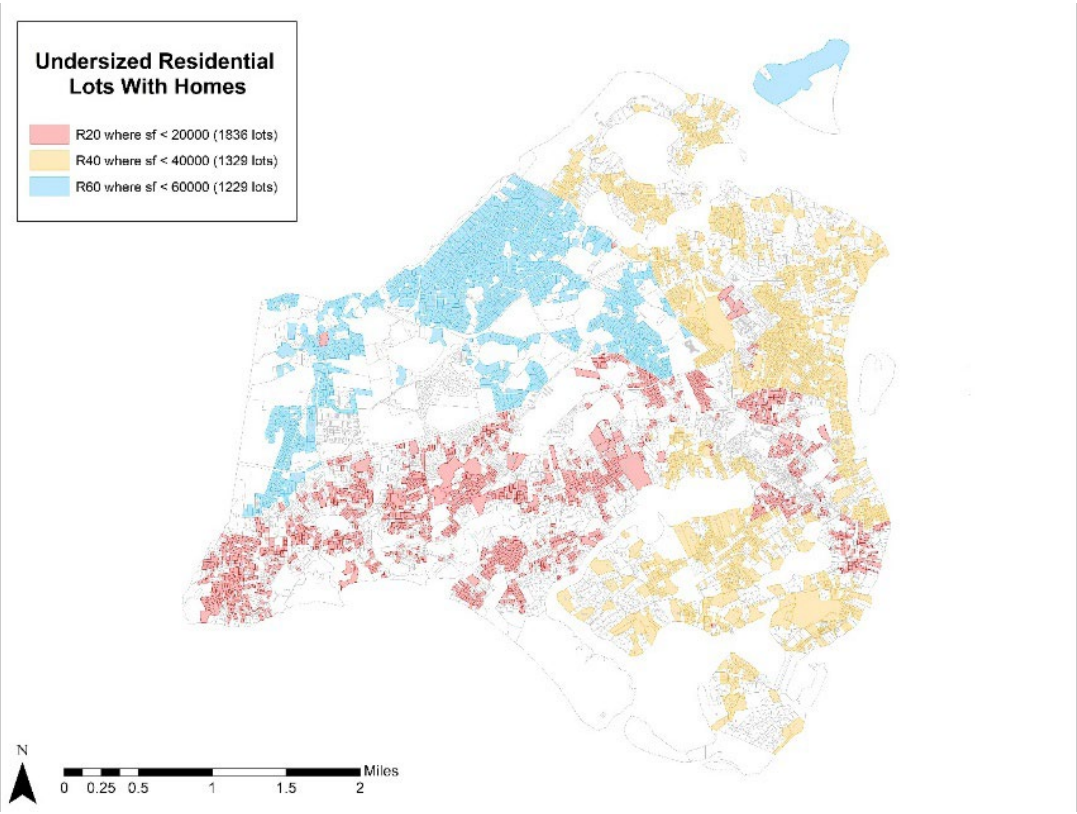 Undersized Residential
Lots With Homes
R20 where sf < 20000 (1836 lots)
R40 where sf < 40000 (1329 lots)
R60 where sf < 60000 (1229 lots)
N
Miles
0 0.25 0.5 1 1.5 2